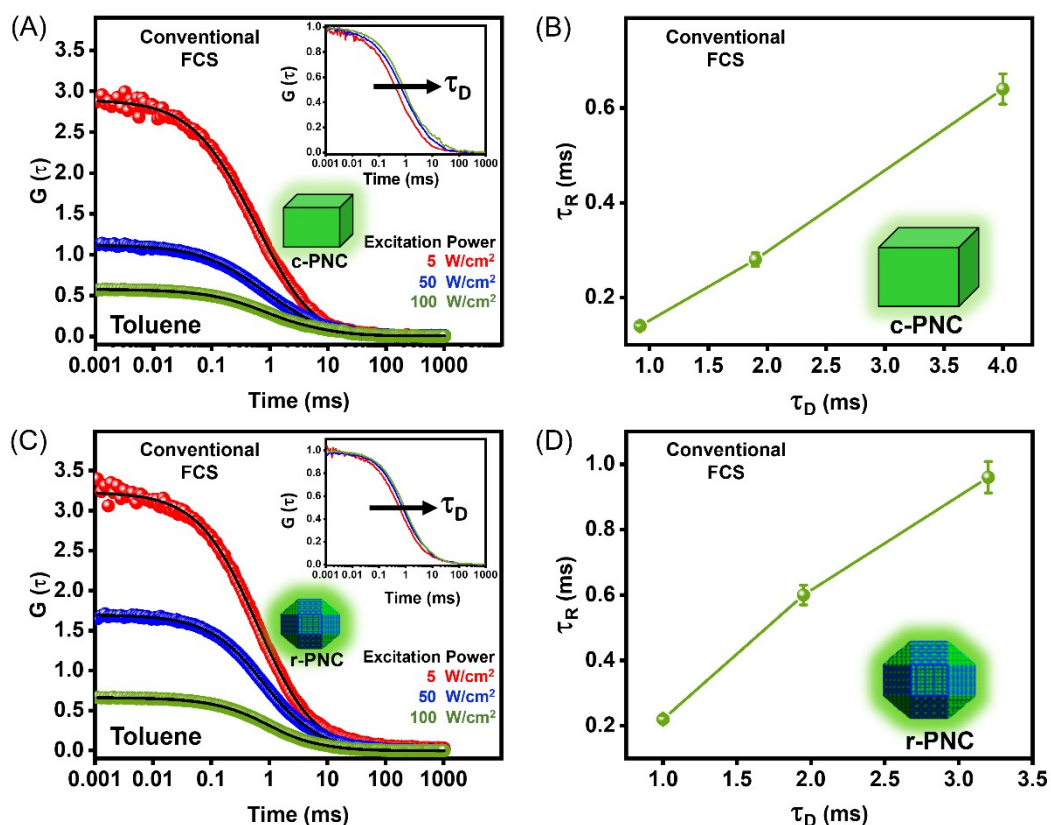 (A)
Conventional
FCS
G (τ)
3.5
3.0
2.5
2.0
1.5
1.0
0.5
0.0
0.001 0.01 0.1 1 10 100 1000
Time (ms)
Toluene
c-PNC
Excitation Power
5 W/cm²
50 W/cm²
100 W/cm²
G (τ)
1.0
0.8
0.6
0.4
0.2
0.0
τD
0.001 0.01 0.1 1 10 100 1000
Time (ms)
(B)
Conventional
FCS
τR (ms)
0.6
0.4
0.2
c-PNC
1.0 1.5 2.0 2.5 3.0 3.5 4.0
τD (ms)
(C)
Conventional
FCS
G (τ)
3.5
3.0
2.5
2.0
1.5
1.0
0.5
0.0
0.001 0.01 0.1 1 10 100 1000
Time (ms)
Toluene
r-PNC
Excitation Power
5 W/cm²
50 W/cm²
100 W/cm²
G (τ)
1.0
0.8
0.6
0.4
0.2
0.0
τD
0.001 0.01 0.1 1 10 100 1000
Time (ms)
(D)
Conventional
FCS
τR (ms)
1.0
0.8
0.6
0.4
0.2
r-PNC
1.0 1.5 2.0 2.5 3.0 3.5
τD (ms)